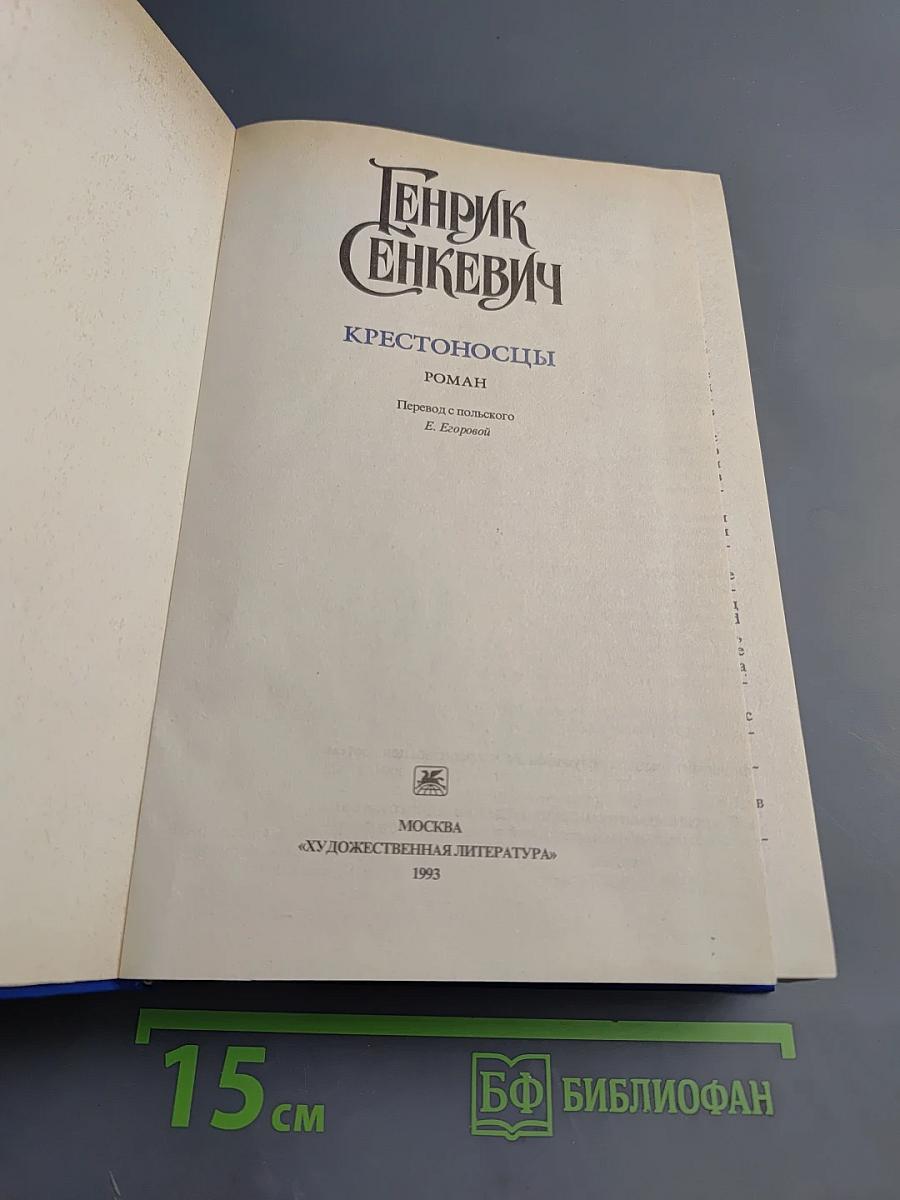 Генрик
Сенкевич
КРЕСТОНОСЦЫ
РОМАН
Перевод с польского
Е. Егоровой
МОСКВА
«ХУДОЖЕСТВЕННАЯ ЛИТЕРАТУРА»
1993
15 см
БФ БИБЛИОФАН